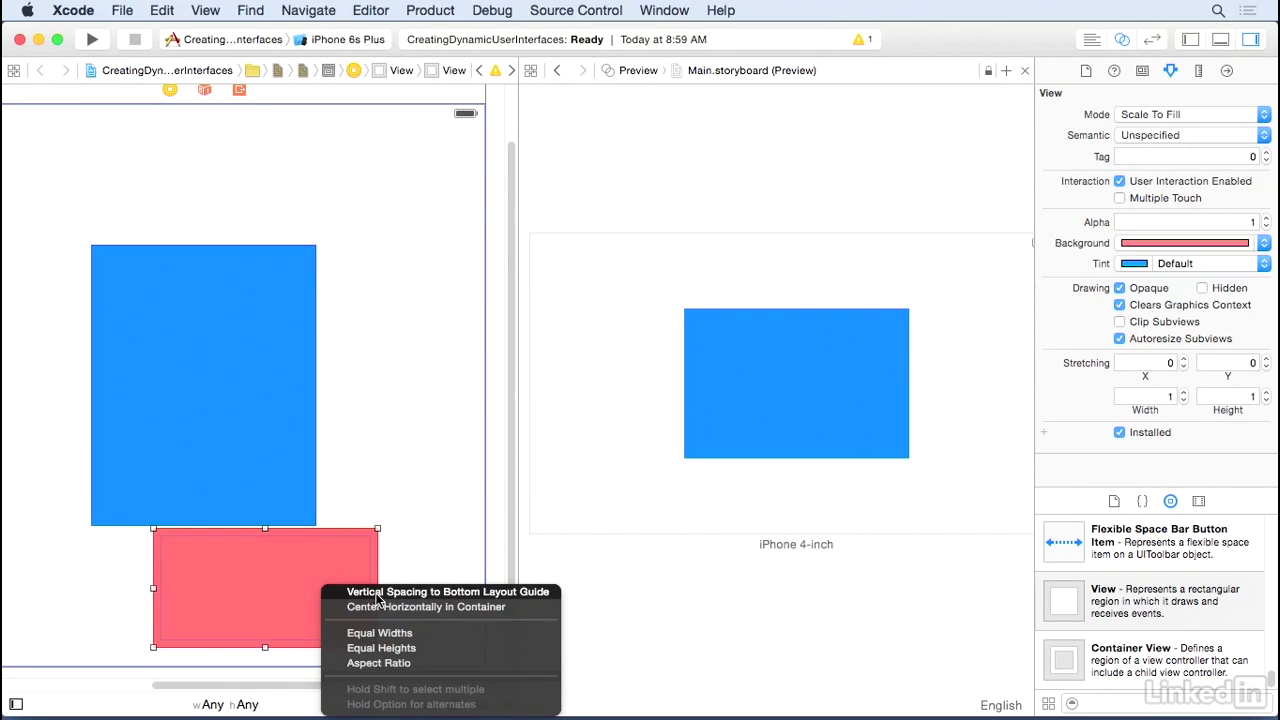 Xcode File Edit View Find Navigate Editor Product Debug Source Control Window Help
Creating...nterfaces iPhone 6s Plus CreatingDynamicUserInterfaces: Ready Today at 8:59 AM 1
CreatingDyn...erInterfaces View View Preview Main.storyboard (Preview)
View
Mode Scale To Fill
Semantic Unspecified
Tag 0
Interaction User Interaction Enabled
Multiple Touch
Alpha 1
Background
Tint Default
Drawing Opaque Hidden
Clears Graphics Context
Clip Subviews
Autoresize Subviews
Stretching 0 0
X Y
1 1
Width Height
Installed
iPhone 4-inch
Flexible Space Bar Button
Item - Represents a flexible
space item on a UIToolbar object.
View - Represents a rectangular
region in which it draws and
receives events.
Container View - Defines a
region of a view controller that can
include a child view controller.
Vertical Spacing to Bottom Layout Guide
Center Horizontally in Container
Equal Widths
Equal Heights
Aspect Ratio
Hold Shift to select multiple
Hold Option for alternates
wAny hAny
English
LinkedIn